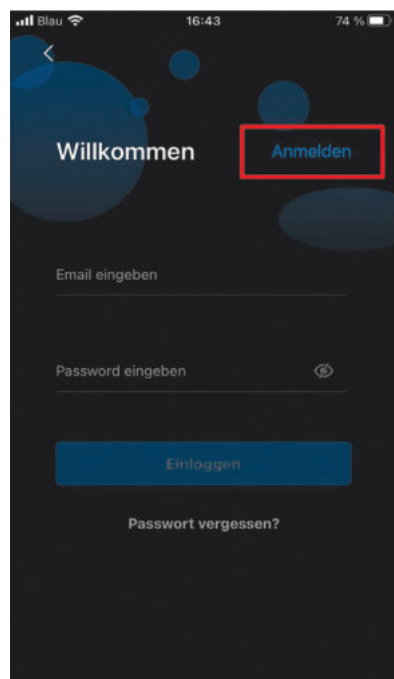 Blau 16:43 74 %
Willkommen Anmelden
Email eingeben
Password eingeben
Einloggen
Passwort vergessen?